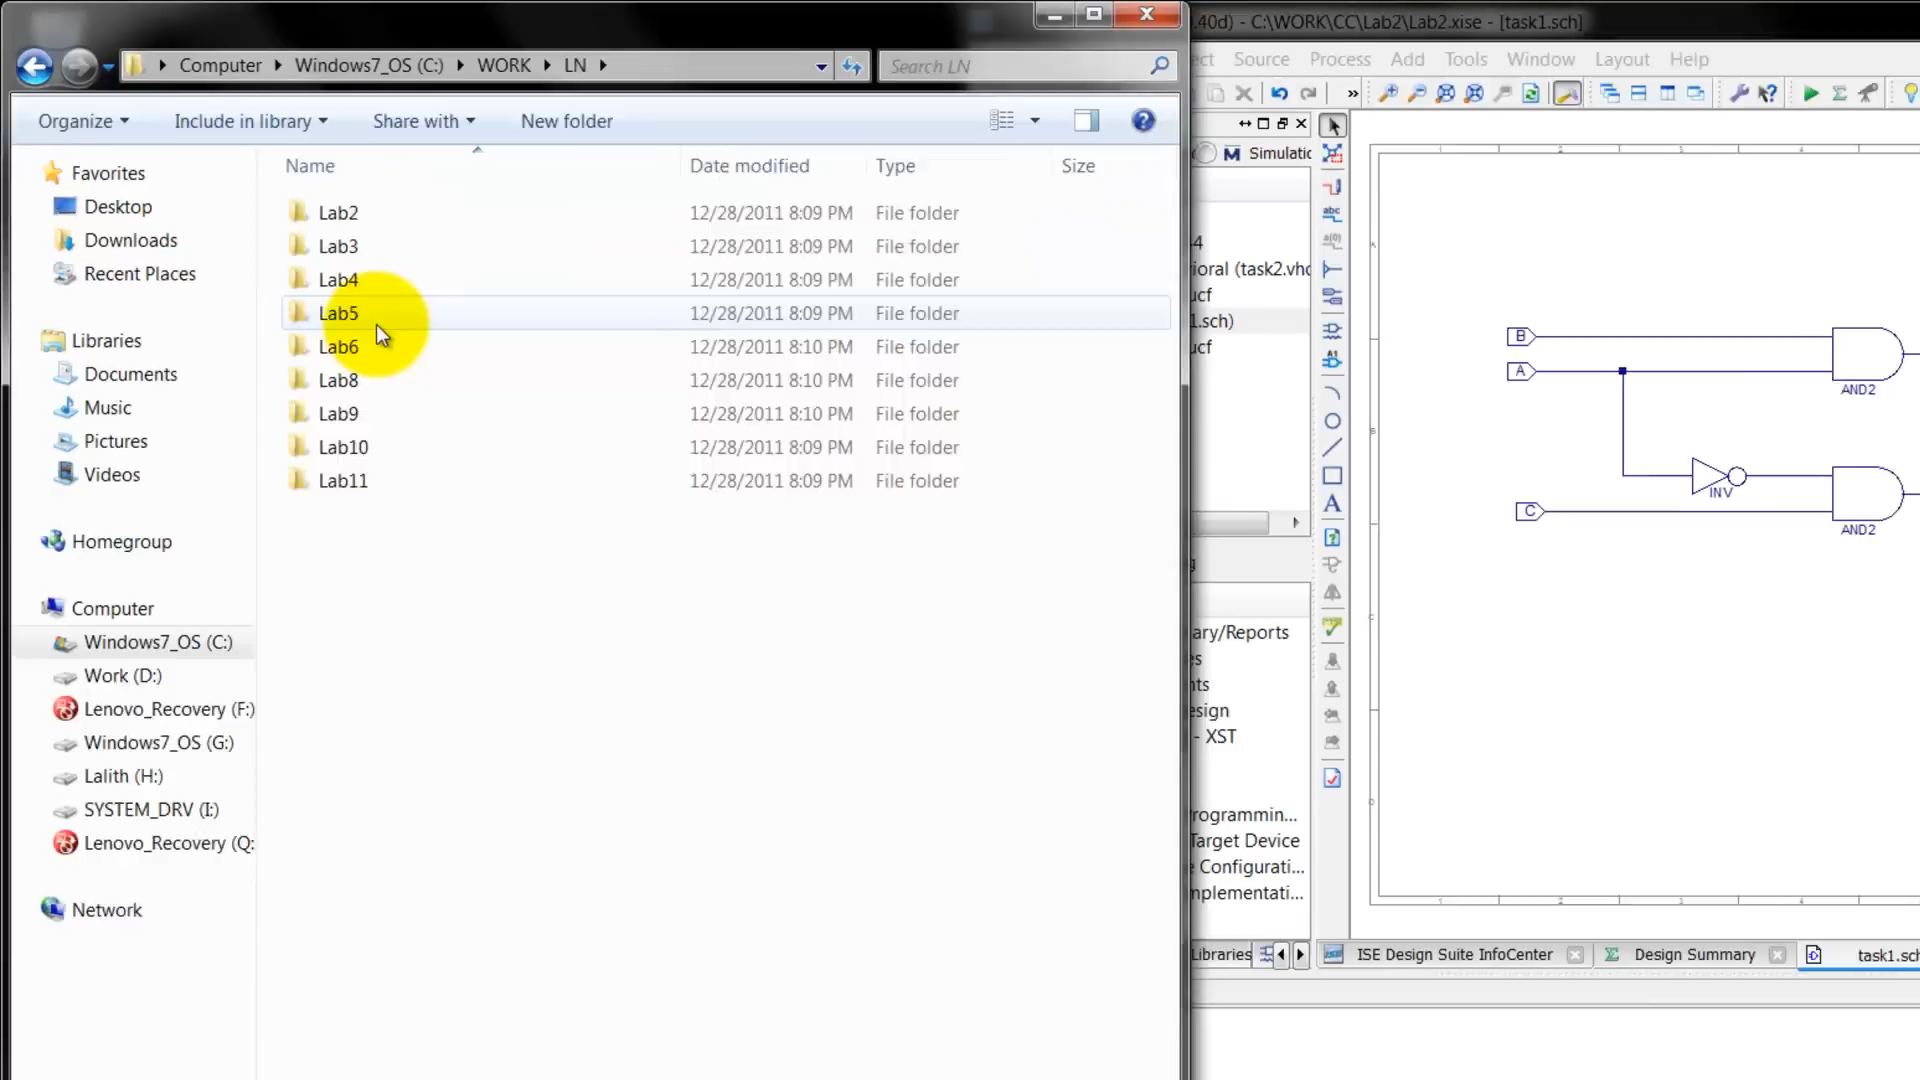 .40d) - C:\WORK\CC\Lab2\Lab2.xise - [task1.sch]
Computer Windows7_OS (C:) WORK LN
Search LN
Source Process Add Tools Window Layout Help
Organize Include in library Share with New folder
Name Date modified Type Size
Lab2 12/28/2011 8:09 PM File folder
Lab3 12/28/2011 8:09 PM File folder
Lab4 12/28/2011 8:09 PM File folder
Lab5 12/28/2011 8:09 PM File folder
Lab6 12/28/2011 8:10 PM File folder
Lab8 12/28/2011 8:10 PM File folder
Lab9 12/28/2011 8:10 PM File folder
Lab10 12/28/2011 8:09 PM File folder
Lab11 12/28/2011 8:09 PM File folder
Favorites
Desktop
Downloads
Recent Places
Libraries
Documents
Music
Pictures
Videos
Homegroup
Computer
Windows7_OS (C:)
Work (D:)
Lenovo_Recovery (F:)
Windows7_OS (G:)
Lalith (H:)
SYSTEM_DRV (I:)
Lenovo_Recovery (Q:
Network
Simulatic
-4
ioral (task2.vhc
ucf
1.sch)
ucf
ary/Reports
es
nts
esign
- XST
rogrammin...
Target Device
e Configurati...
mplementati...
Libraries
abc
A
B
A
AND2
INV
C
AND2
ISE Design Suite InfoCenter
Design Summary
task1.sch